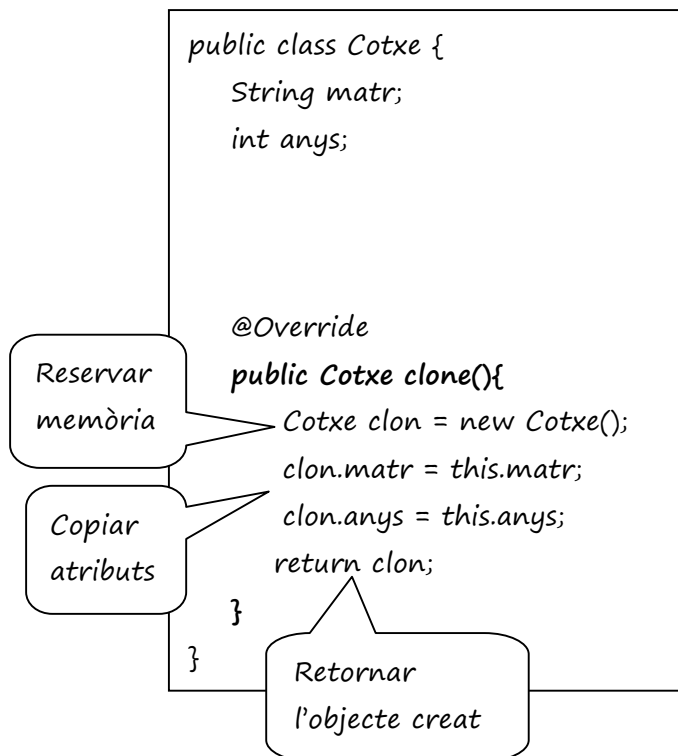 public class Cotxe {
String matr;
int anys;
@Override
public Cotxe clone(){
Reservar
memòria
Cotxe clon = new Cotxe();
clon.matr = this.matr;
Copiar
atributs
clon.anys = this.anys;
return clon;
}
}
Retornar
l’objecte creat